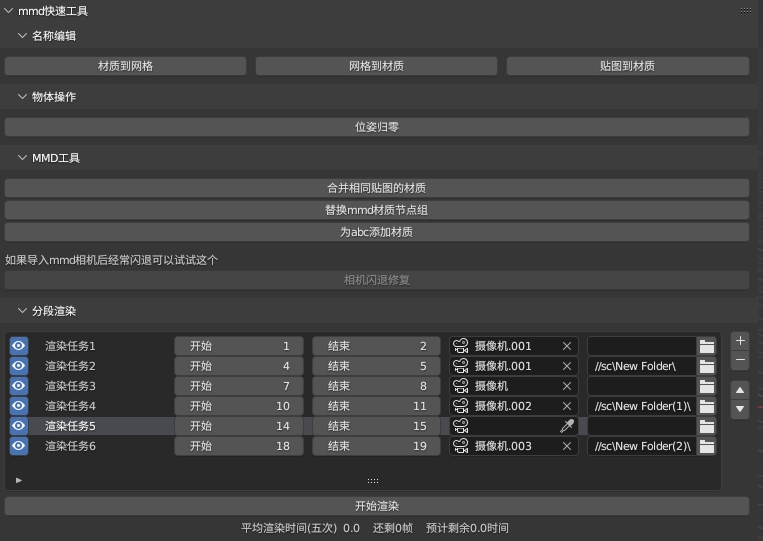 mmd快速工具
名称编辑
材质到网格 网格到材质 贴图到材质
物体操作
位姿归零
MMD工具
合并相同贴图的材质
替换mmd材质节点组
为abc添加材质
如果导入mmd相机后经常闪退可以试试这个
相机闪退修复
分段渲染
渲染任务1 开始 1 结束 2 摄像机.001
渲染任务2 开始 4 结束 5 摄像机.001 //sc\New Folder\
渲染任务3 开始 7 结束 8 摄像机
渲染任务4 开始 10 结束 11 摄像机.002 //sc\New Folder(1)\
渲染任务5 开始 14 结束 15
渲染任务6 开始 18 结束 19 摄像机.003 //sc\New Folder(2)\
开始渲染
平均渲染时间(五次) 0.0 还剩0帧 预计剩余0.0时间